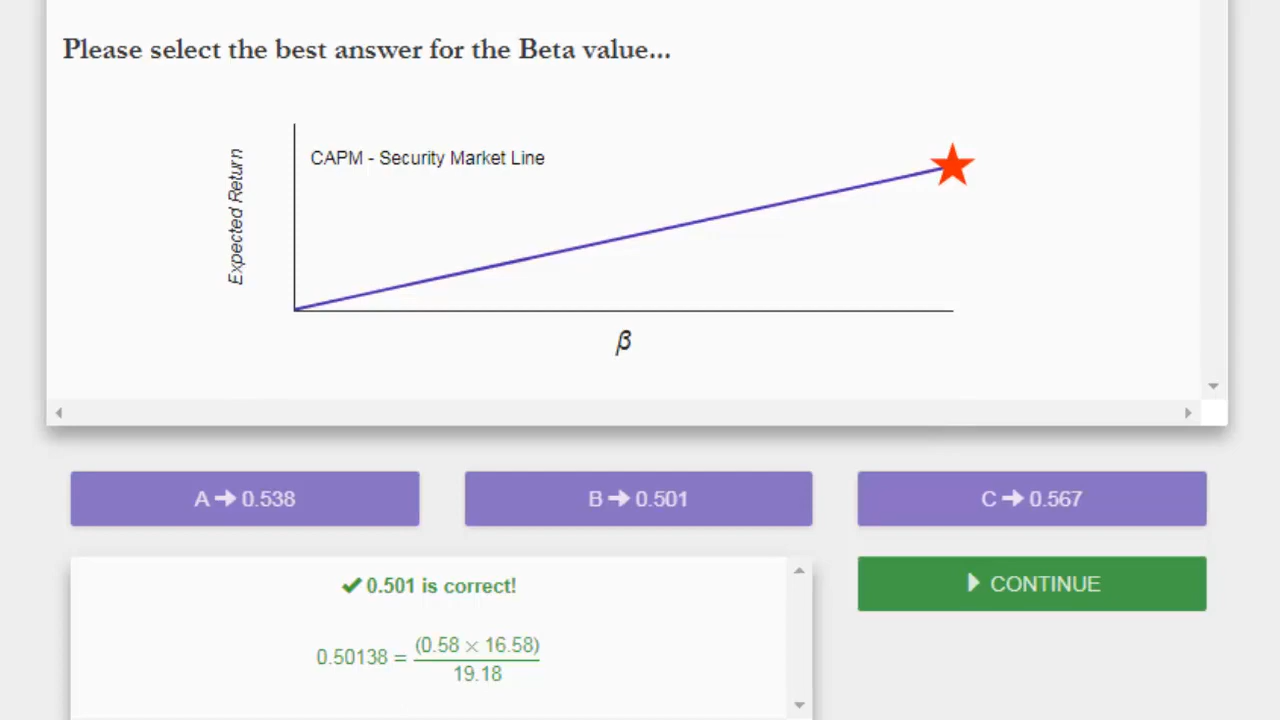 Please select the best answer for the Beta value...
CAPM - Security Market Line
Expected Return
β
A → 0.538
B → 0.501
C → 0.567
✔ 0.501 is correct!
CONTINUE
0.50138 = (0.58 × 16.58) / 19.18